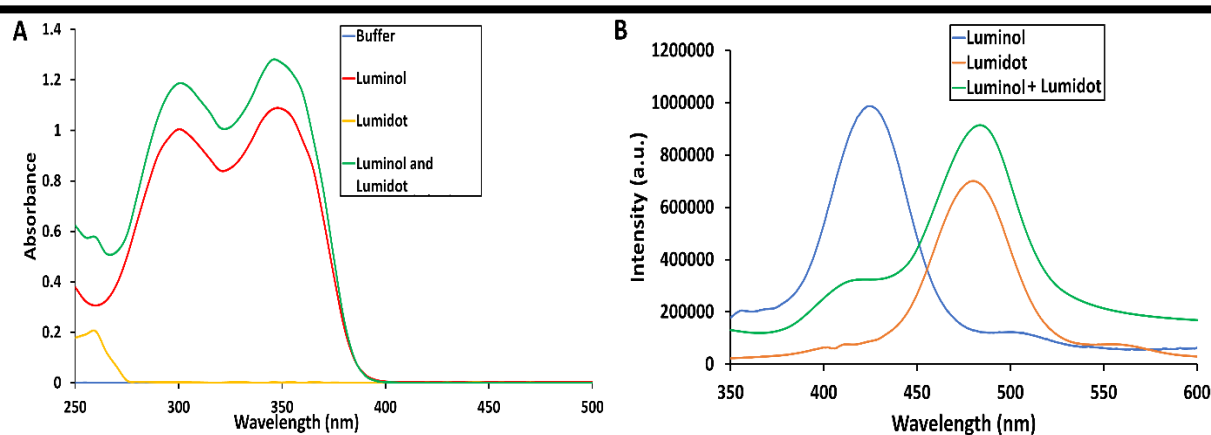 A
1.4
1.2
1
0.8
0.6
0.4
0.2
0
Absorbance
250
300
350
400
450
500
Wavelength (nm)
Buffer
Luminol
Lumidot
Luminol and
Lumidot
B
1200000
1000000
800000
600000
400000
200000
0
Intensity (a.u.)
350
400
450
500
550
600
Wavelength (nm)
Luminol
Lumidot
Luminol + Lumidot